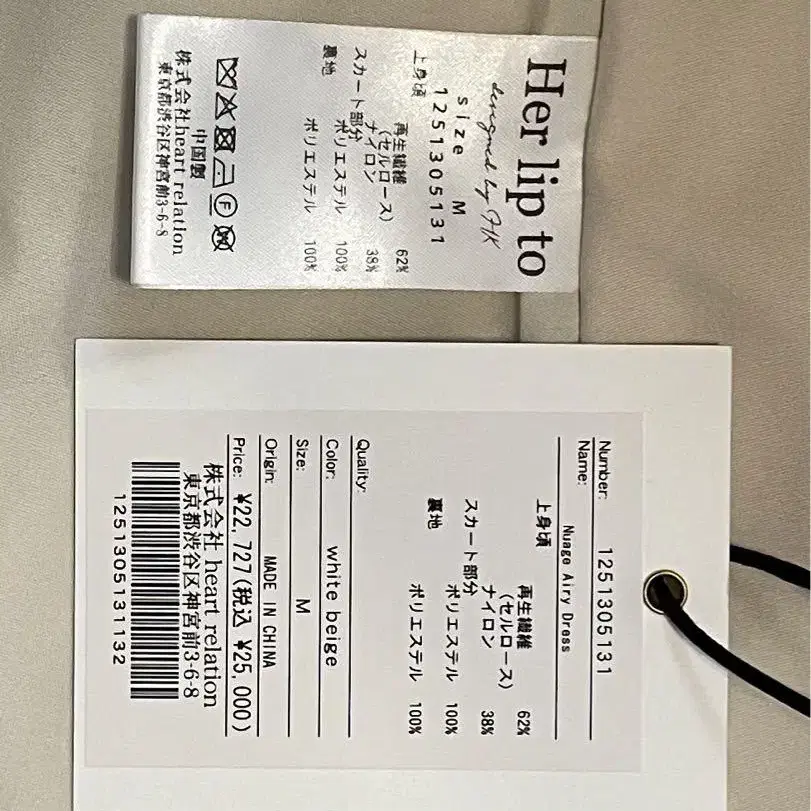 Her lip to
designed by HK
size M
1251305131
上身頃
再生繊維
(セルロース) 62%
ナイロン 38%
スカート部分
ポリエステル 100%
裏地
ポリエステル 100%
中国製
株式会社heart relation
東京都渋谷区神宮前3-6-8
Number: 1251305131
Name: Nuage Airy Dress
上身頃
再生繊維
(セルロース) 62%
ナイロン 38%
スカート部分
ポリエステル 100%
裏地
ポリエステル 100%
Quality:
Color: white beige
Size: M
Origin: MADE IN CHINA
Price: ¥22,727(税込 ¥25,000)
株式会社 heart relation
東京都渋谷区神宮前3-6-8
1251305131132